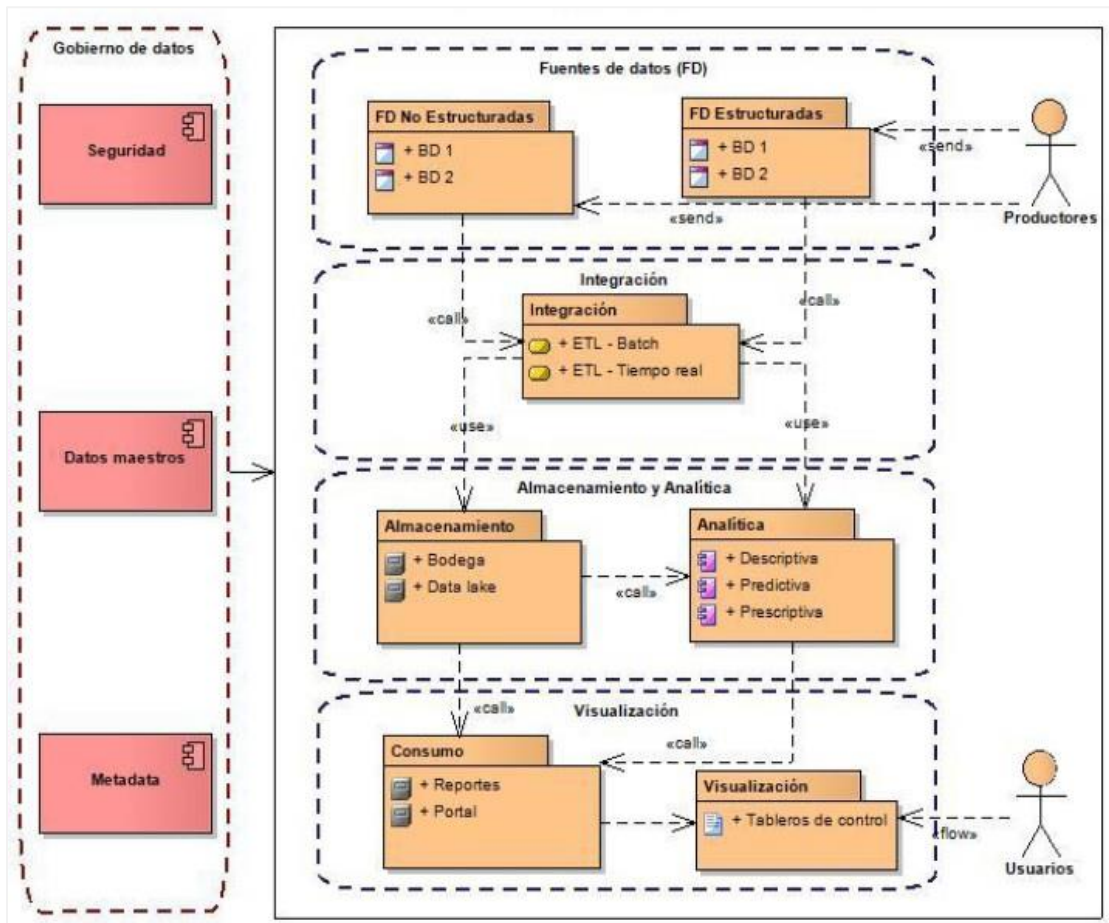 Gobierno de datos
Seguridad
Datos maestros
Metadata
Fuentes de datos (FD)
FD No Estructuradas
+ BD 1
+ BD 2
FD Estructuradas
+ BD 1
+ BD 2
«send»
«send»
Productores
Integración
«call»
Integración
+ ETL - Batch
+ ETL - Tiempo real
«call»
«use»
«use»
Almacenamiento y Analítica
Almacenamiento
+ Bodega
+ Data lake
«call»
Analítica
+ Descriptiva
+ Predictiva
+ Prescriptiva
«call»
Visualización
«call»
Consumo
+ Reportes
+ Portal
Visualización
+ Tableros de control
«flow»
Usuarios